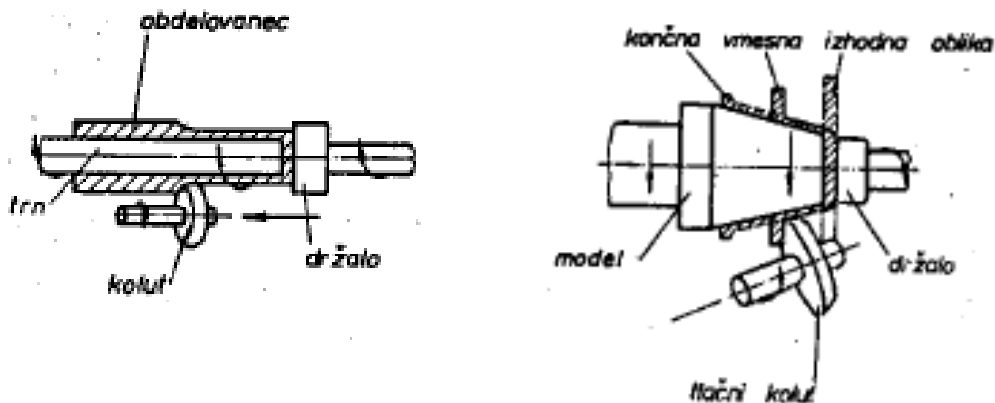 obdelovanec
trn
kolut
držalo
končna vmesna izhodna oblika
model
držalo
tlačni kolut